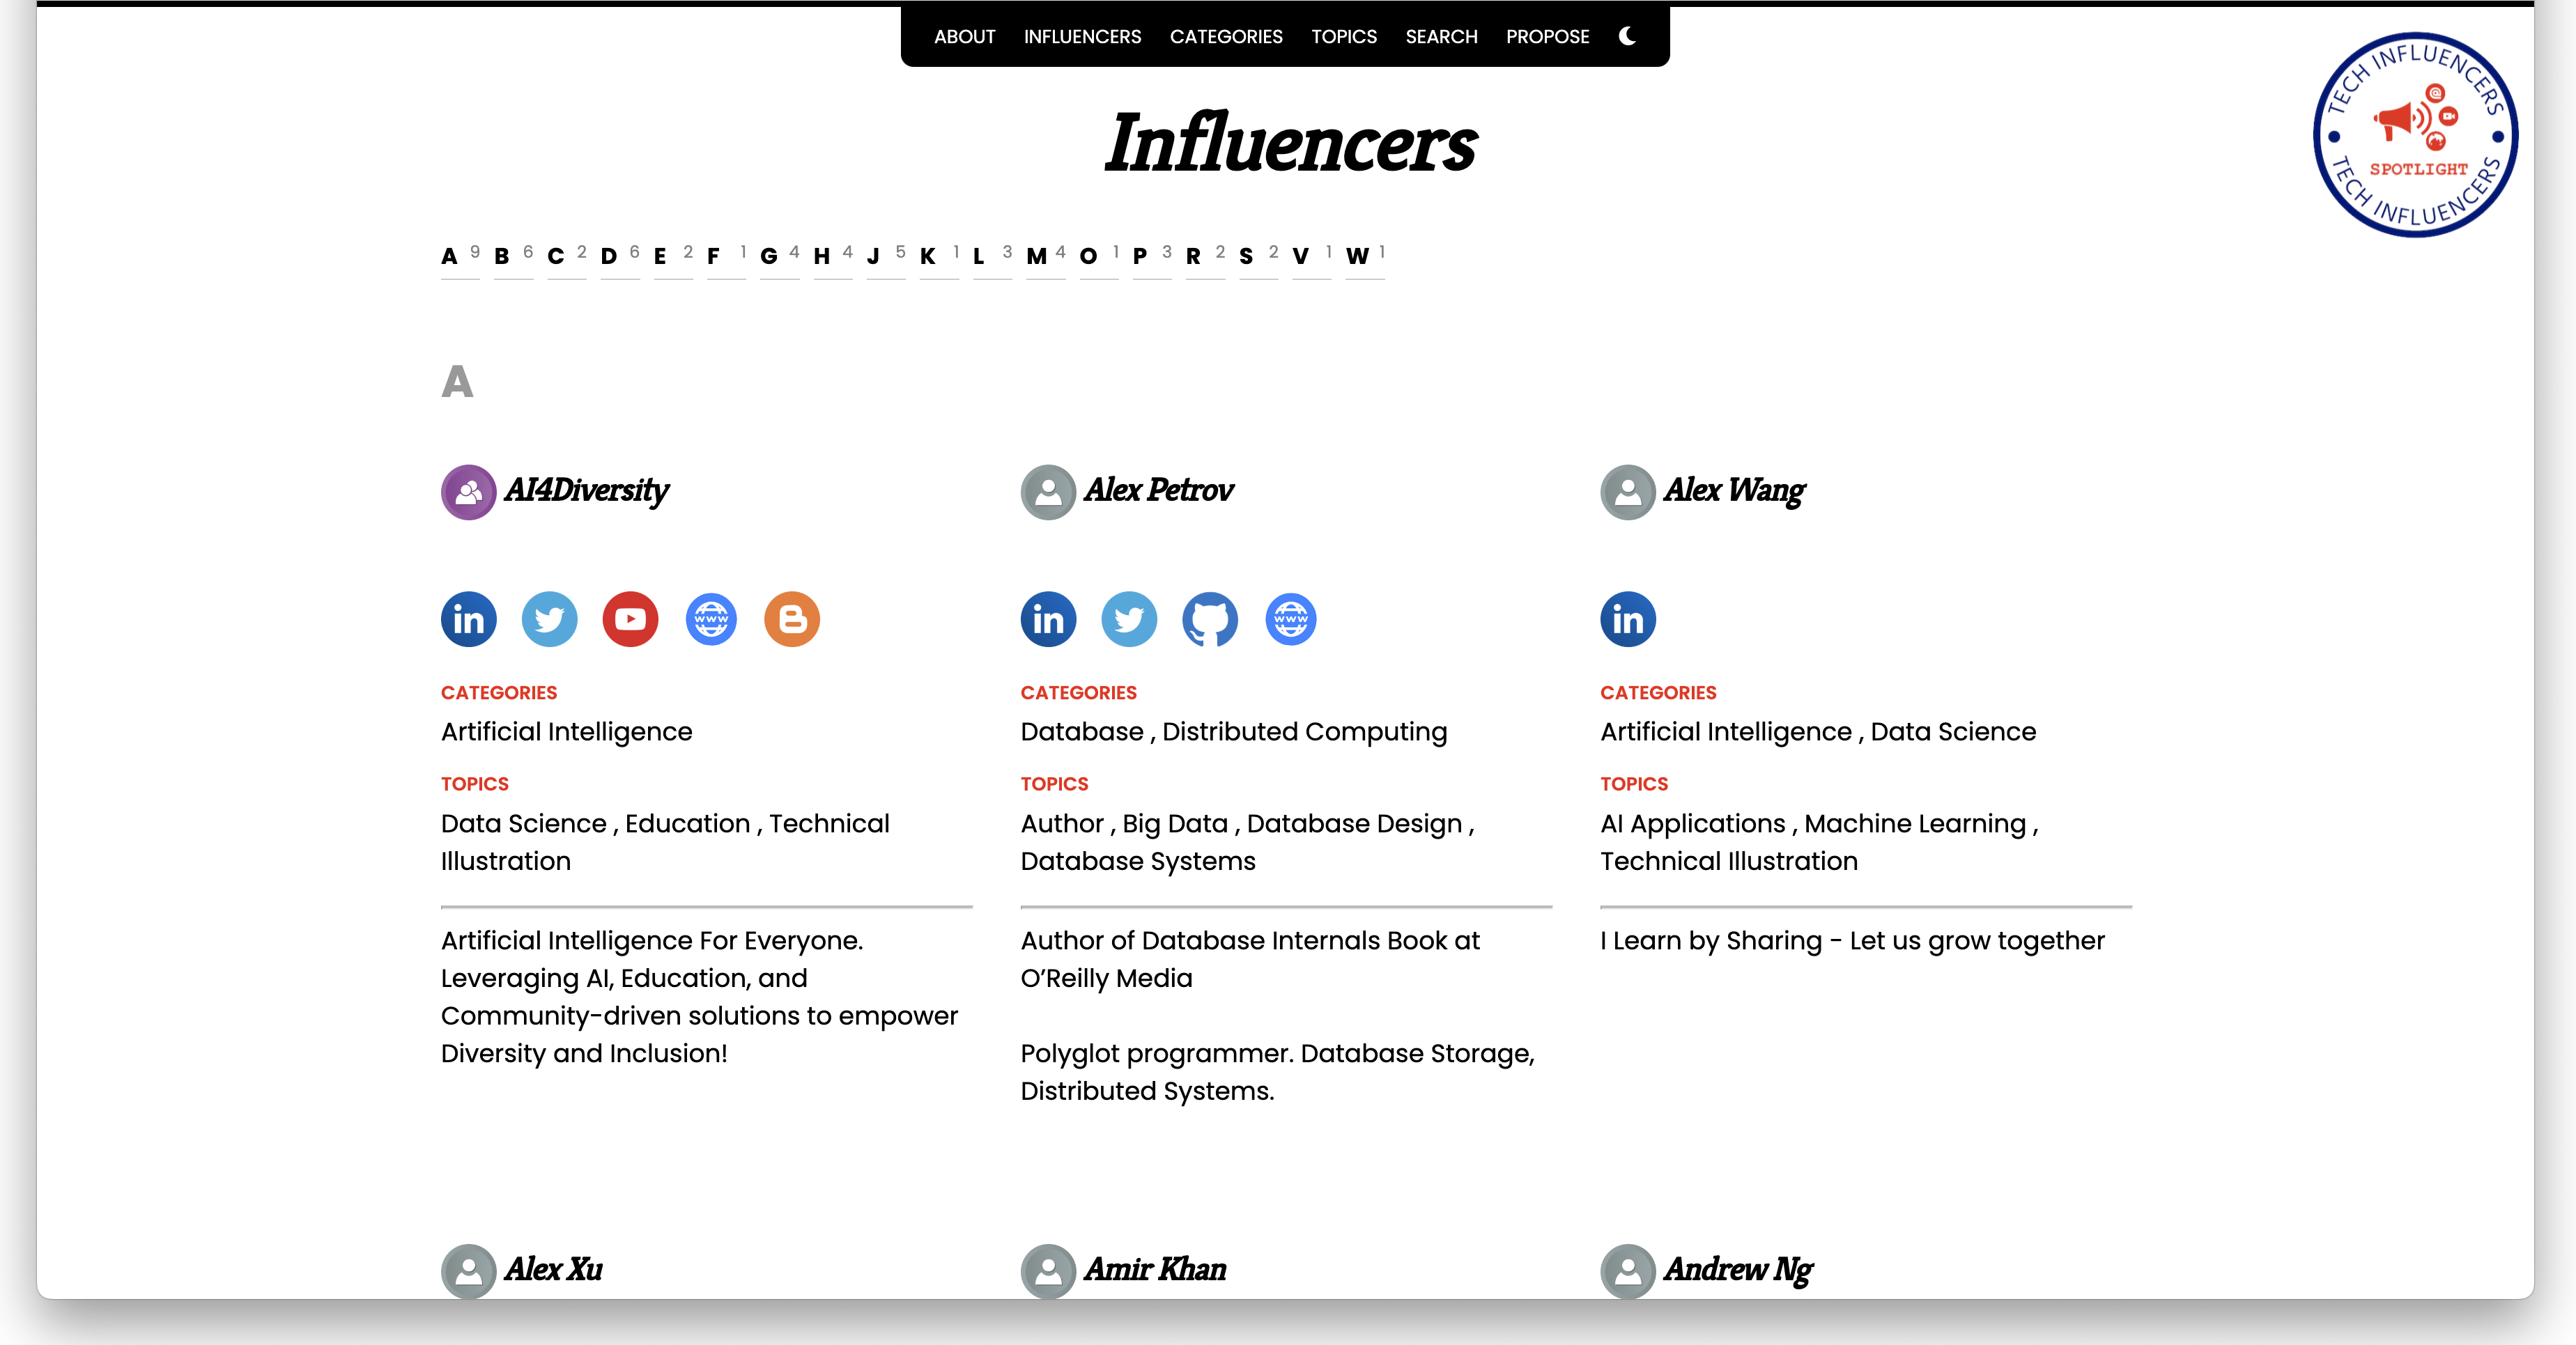 ABOUT INFLUENCERS CATEGORIES TOPICS SEARCH PROPOSE
TECH INFLUENCERS
SPOTLIGHT
TECH INFLUENCERS
Influencers
A 9 B 6 C 2 D 6 E 2 F 1 G 4 H 4 J 5 K 1 L 3 M 4 O 1 P 3 R 2 S 2 V 1 W 1
A
AI4Diversity
in
WWW
CATEGORIES
Artificial Intelligence
TOPICS
Data Science , Education , Technical
Illustration
Artificial Intelligence For Everyone.
Leveraging AI, Education, and
Community-driven solutions to empower
Diversity and Inclusion!
Alex Petrov
in
WWW
CATEGORIES
Database , Distributed Computing
TOPICS
Author , Big Data , Database Design ,
Database Systems
Author of Database Internals Book at
O’Reilly Media
Polyglot programmer. Database Storage,
Distributed Systems.
Alex Wang
in
CATEGORIES
Artificial Intelligence , Data Science
TOPICS
AI Applications , Machine Learning ,
Technical Illustration
I Learn by Sharing - Let us grow together
Alex Xu
Amir Khan
Andrew Ng